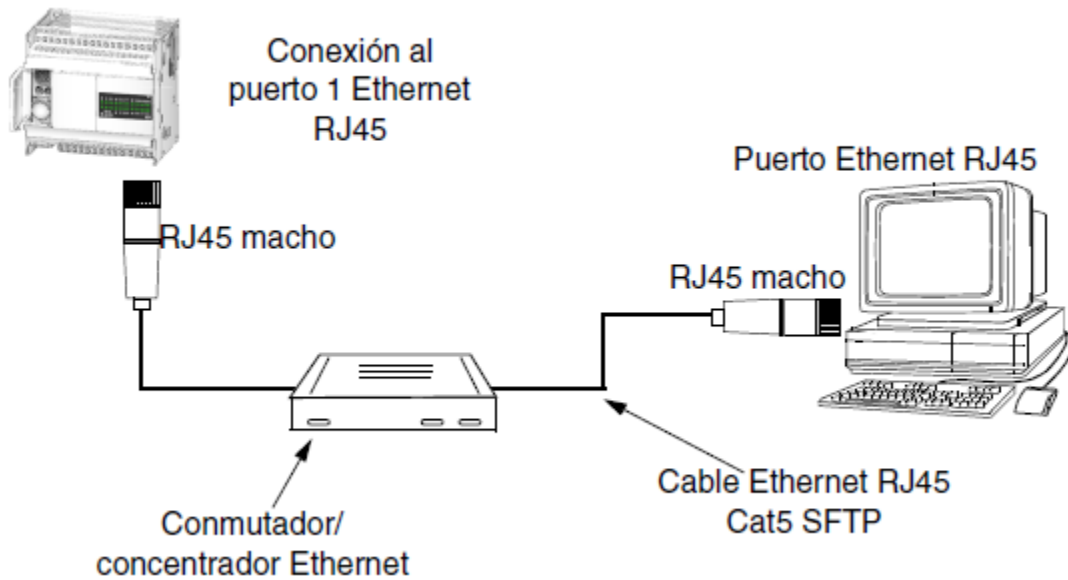 Conexión al
puerto 1 Ethernet
RJ45
Puerto Ethernet RJ45
RJ45 macho
RJ45 macho
Cable Ethernet RJ45
Cat5 SFTP
Conmutador/
concentrador Ethernet